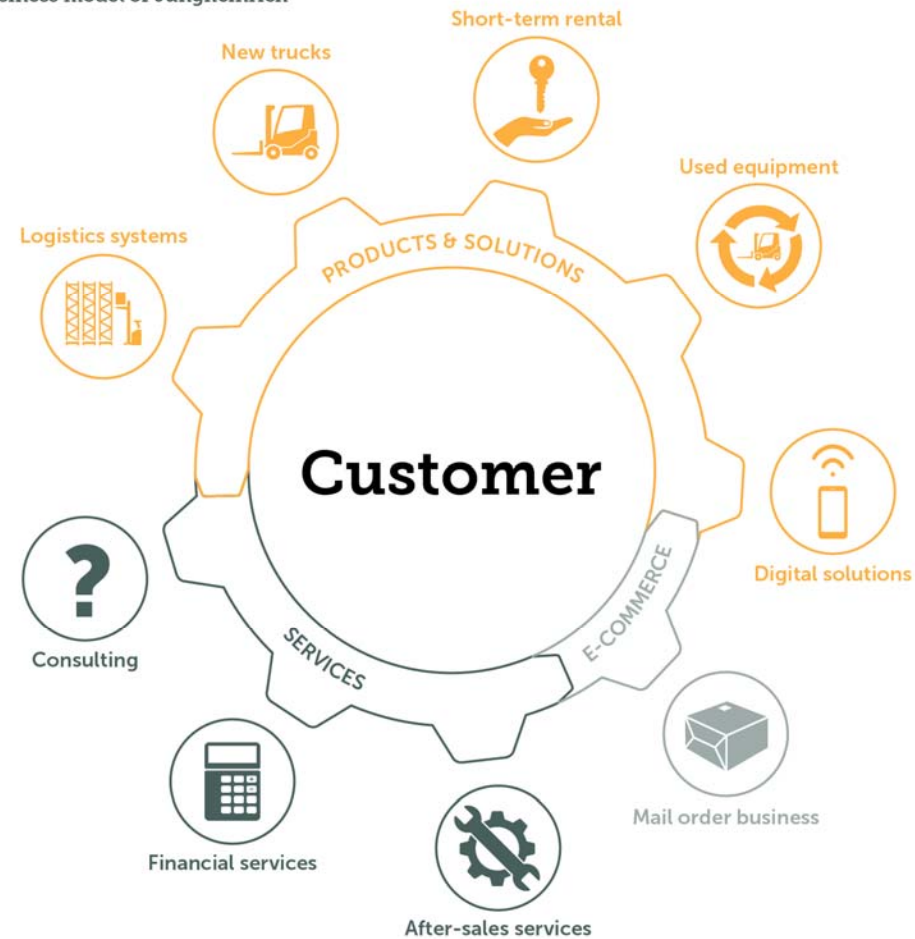 Short-term rental
New trucks
Used equipment
Logistics systems
PRODUCTS & SOLUTIONS
Customer
Digital solutions
E-COMMERCE
SERVICES
Consulting
Mail order business
Financial services
After-sales services